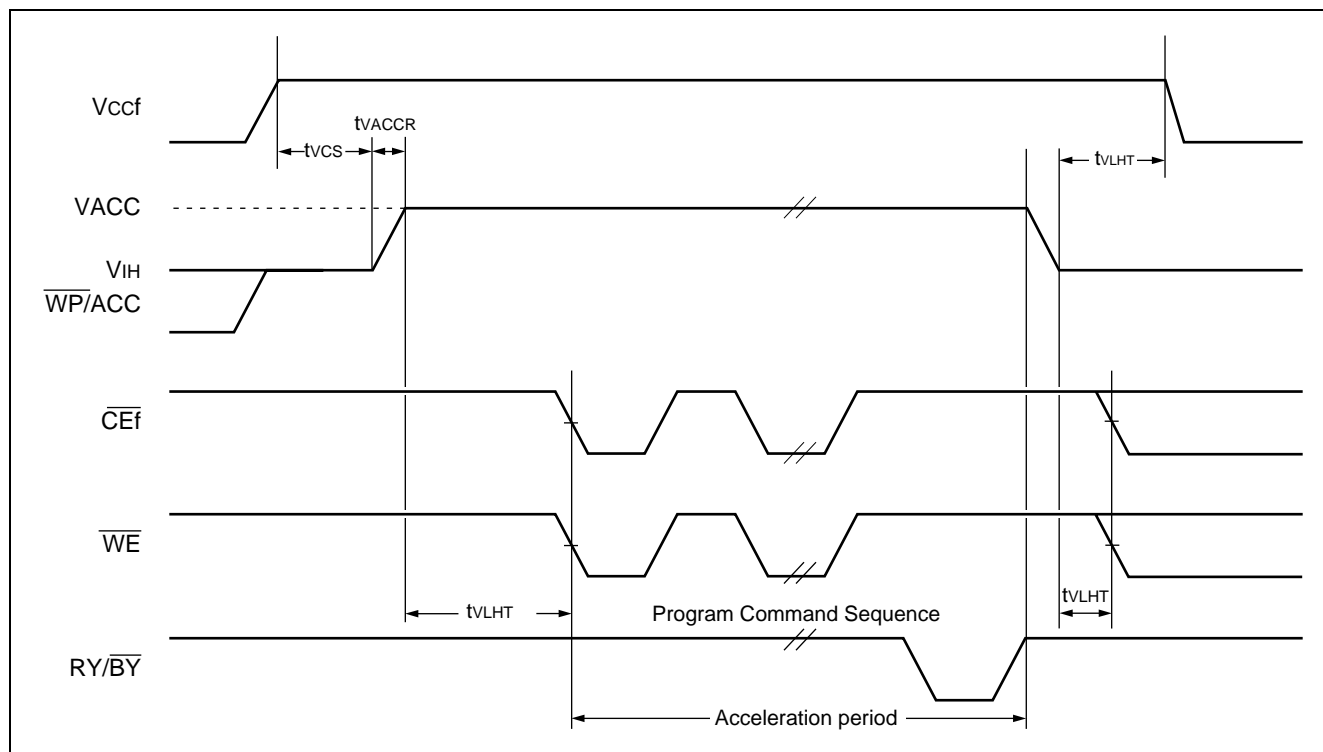 Vccf
tVACCR
tVCS
tVLHT
VACC
VIH
WP/ACC
CEf
WE
tVLHT
Program Command Sequence
tVLHT
RY/BY
Acceleration period